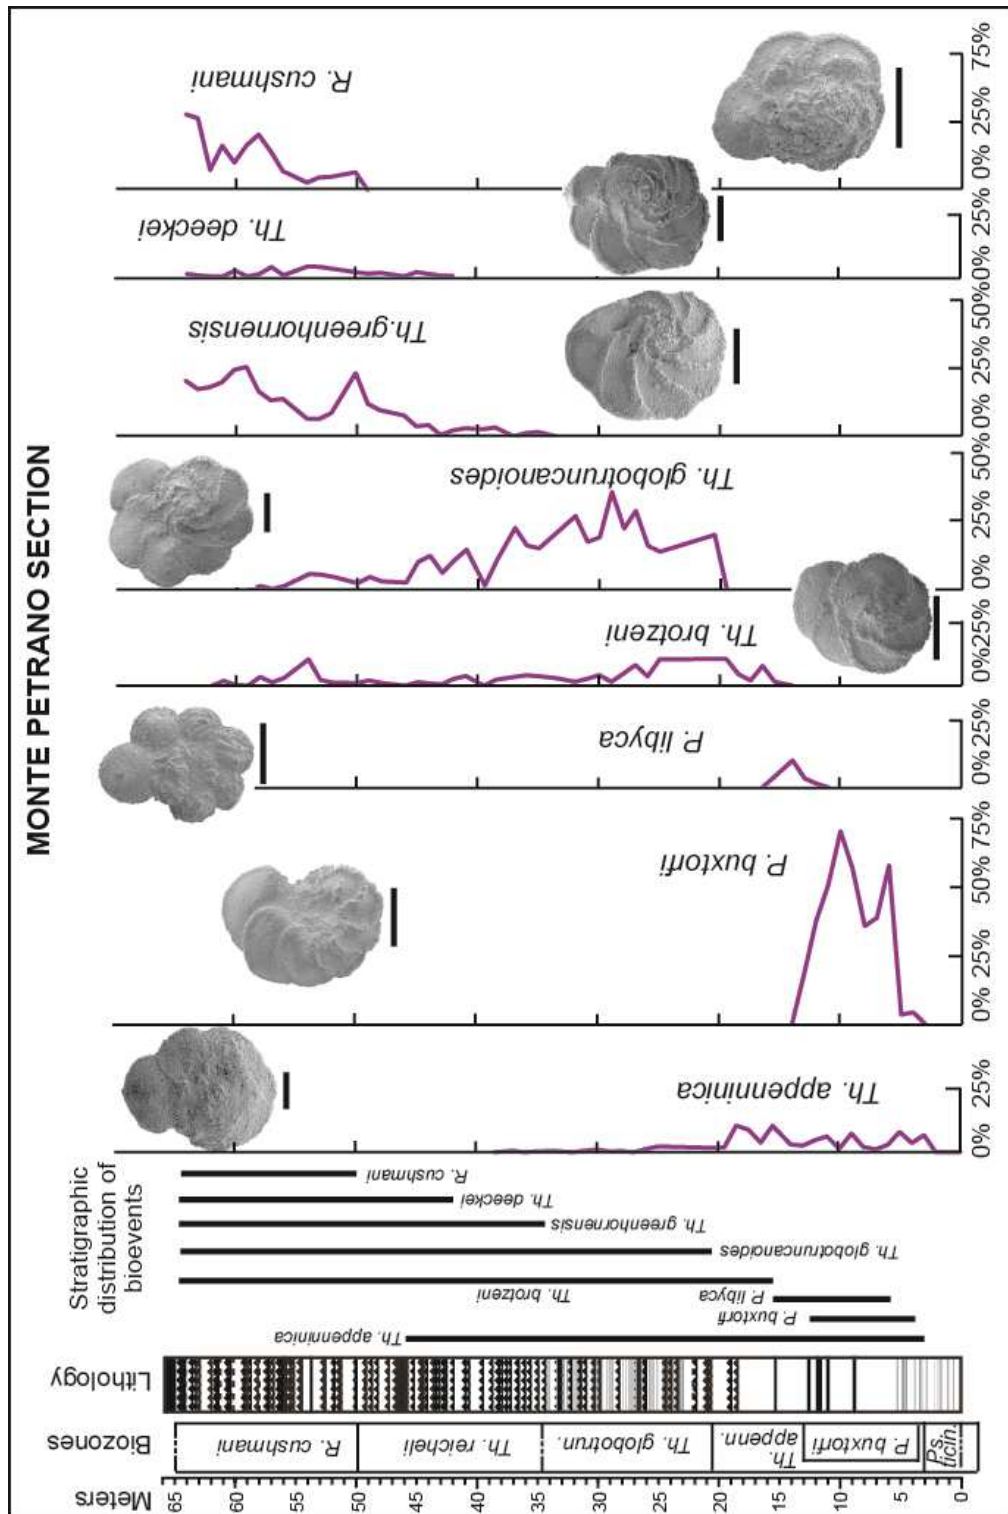 MONTE PETRANO SECTION
R. cushmani
0%
25%
75%
Th. deeckei
0%
25%
Th.greenhornensis
0%
25%
50%
Th. globotruncanoides
0%
25%
50%
Th. brotzeni
0%
25%
P. libyca
0%
25%
P. buxtorfi
0%
25%
50%
75%
Th. appenninica
0%
25%
Stratigraphic
distribution of
bioevents
R. cushmani
Th. deeckei
Th. greenhornensis
Th. globotruncanoides
Th. brotzeni
P. libyca
P. buxtorfi
Th. appenninica
Lithology
Biozones
R. cushmani
Th. reicheli
Th. globotrun.
Th.
appenn.
P. buxtorfi
Ps.
ticin.
Meters
65
60
55
50
45
40
35
30
25
20
15
10
5
0